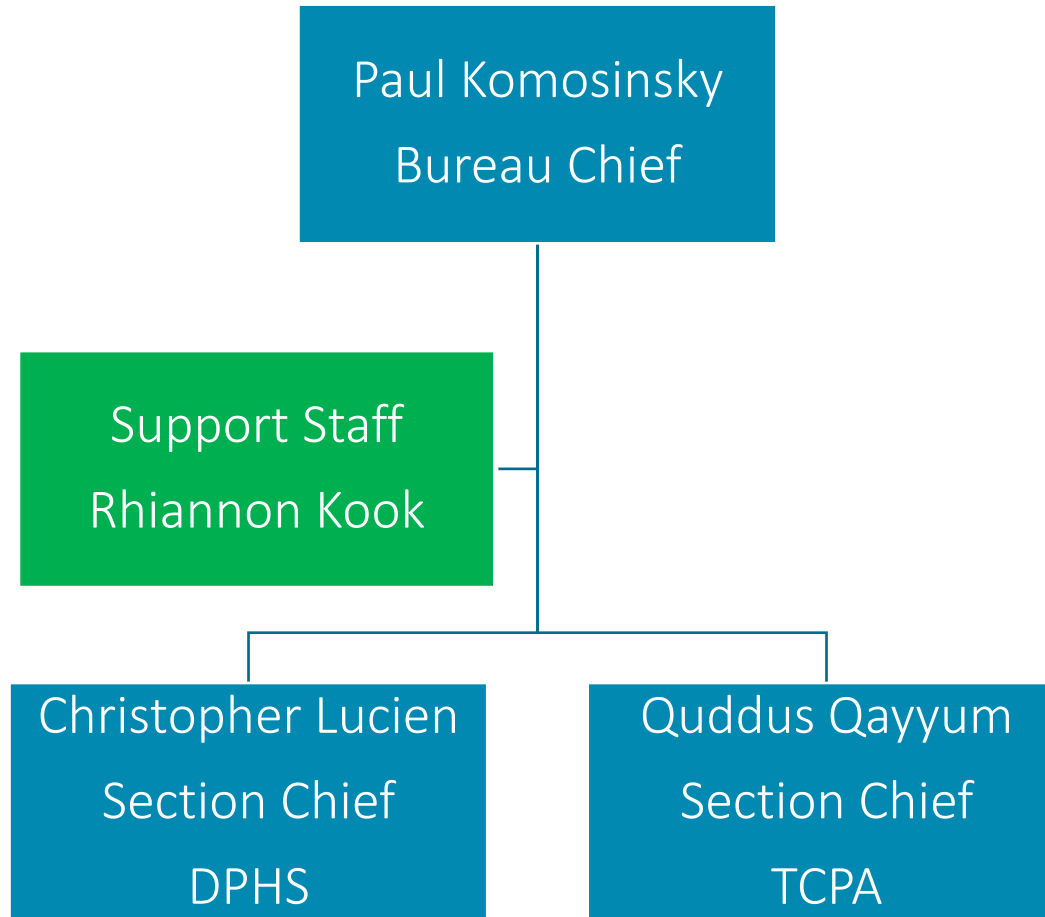 Paul Komosinsky
Bureau Chief
Support Staff
Rhiannon Kook
Christopher Lucien
Section Chief
DPHS
Quddus Qayyum
Section Chief
TCPA